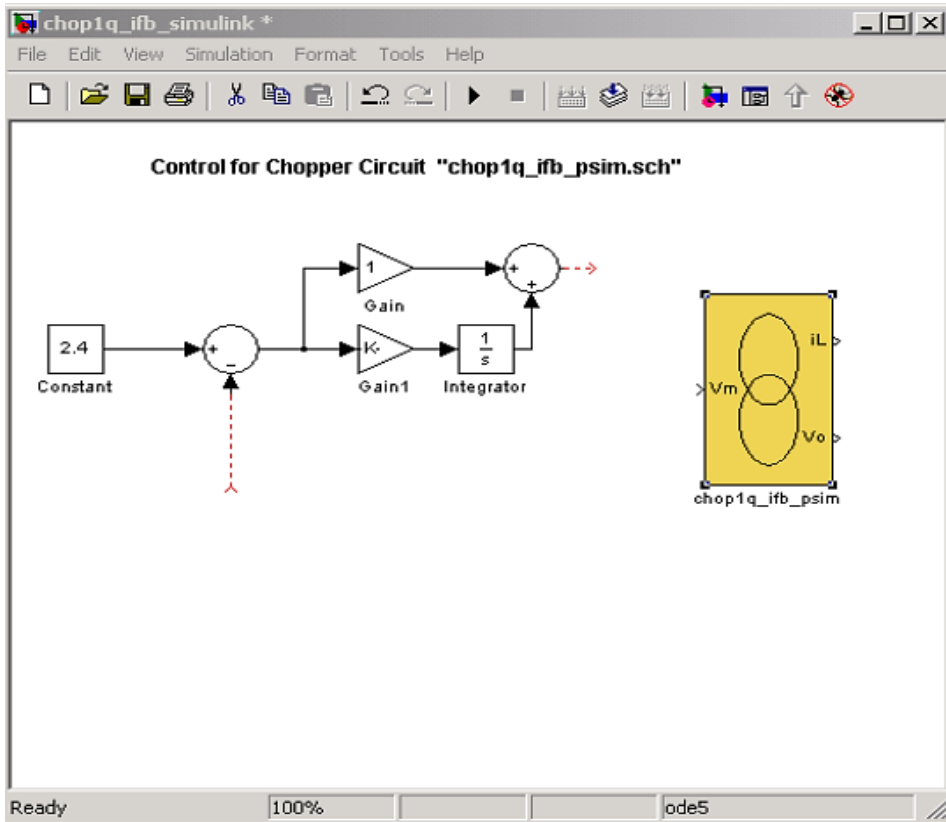 chop1q_ifb_simulink *
File Edit View Simulation Format Tools Help
Control for Chopper Circuit "chop1q_ifb_psim.sch"
1
+
+
Gain
2.4
+
-
K-
1
s
iL
Constant
Gain1
Integrator
Vm
Vo
chop1q_ifb_psim
Ready 100% ode5